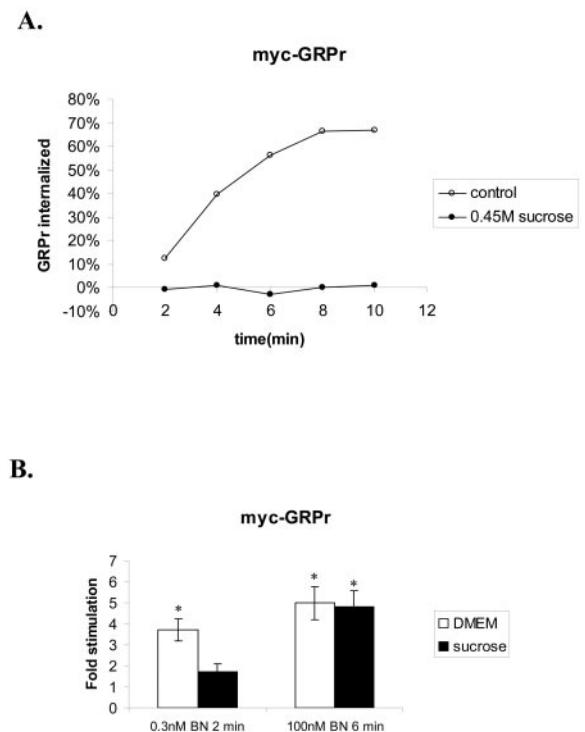 A.
myc-GRPr
80%
70%
60%
50%
40%
30%
20%
10%
0%
-10%
GRPr internalized
0 2 4 6 8 10 12
time(min)
control
0.45M sucrose
B.
myc-GRPr
7
6
5
4
3
2
1
0
Fold stimulation
* * *
0.3nM BN 2 min 100nM BN 6 min
DMEM
sucrose